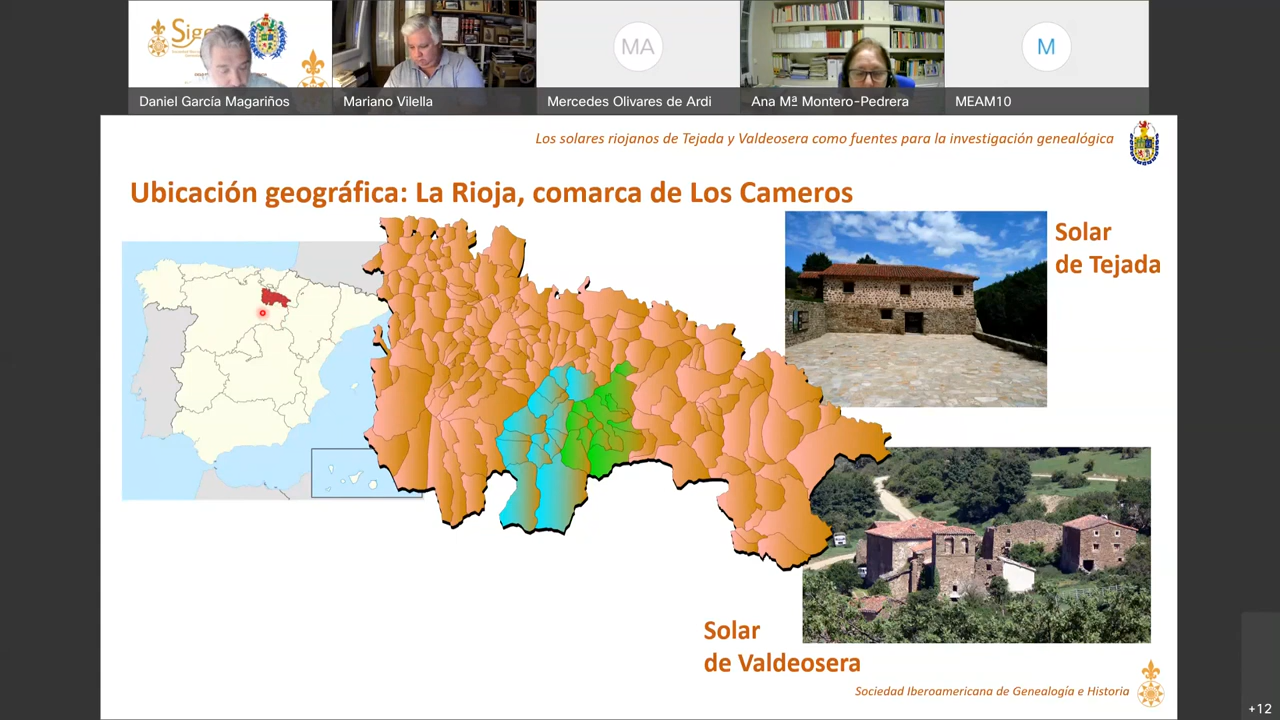 Sige
Daniel García Magariños
Mariano Vilella
MA
Mercedes Olivares de Ardi
Ana Mª Montero-Pedrera
M
MEAM10
Los solares riojanos de Tejada y Valdeosera como fuentes para la investigación genealógica
Ubicación geográfica: La Rioja, comarca de Los Cameros
Solar
de Tejada
Solar
de Valdeosera
Sociedad Iberoamericana de Genealogía e Historia
+12